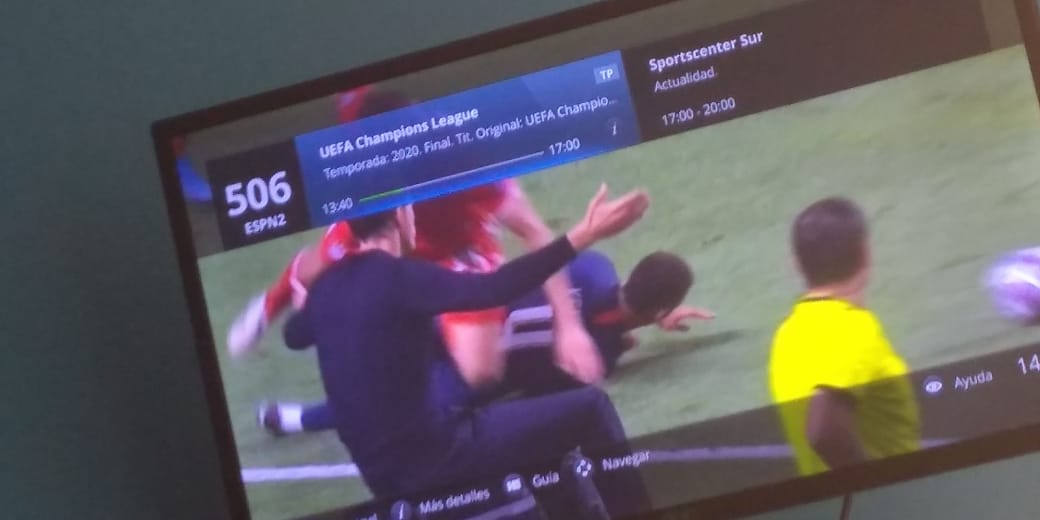 506
ESPN2
UEFA Champions League
TP
Temporada: 2020. Final. Tit. Original: UEFA Champio...
13:40
17:00
i
Sportscenter Sur
Actualidad.
17:00 - 20:00
i Más detalles
Guía
Navegar
Ayuda
14